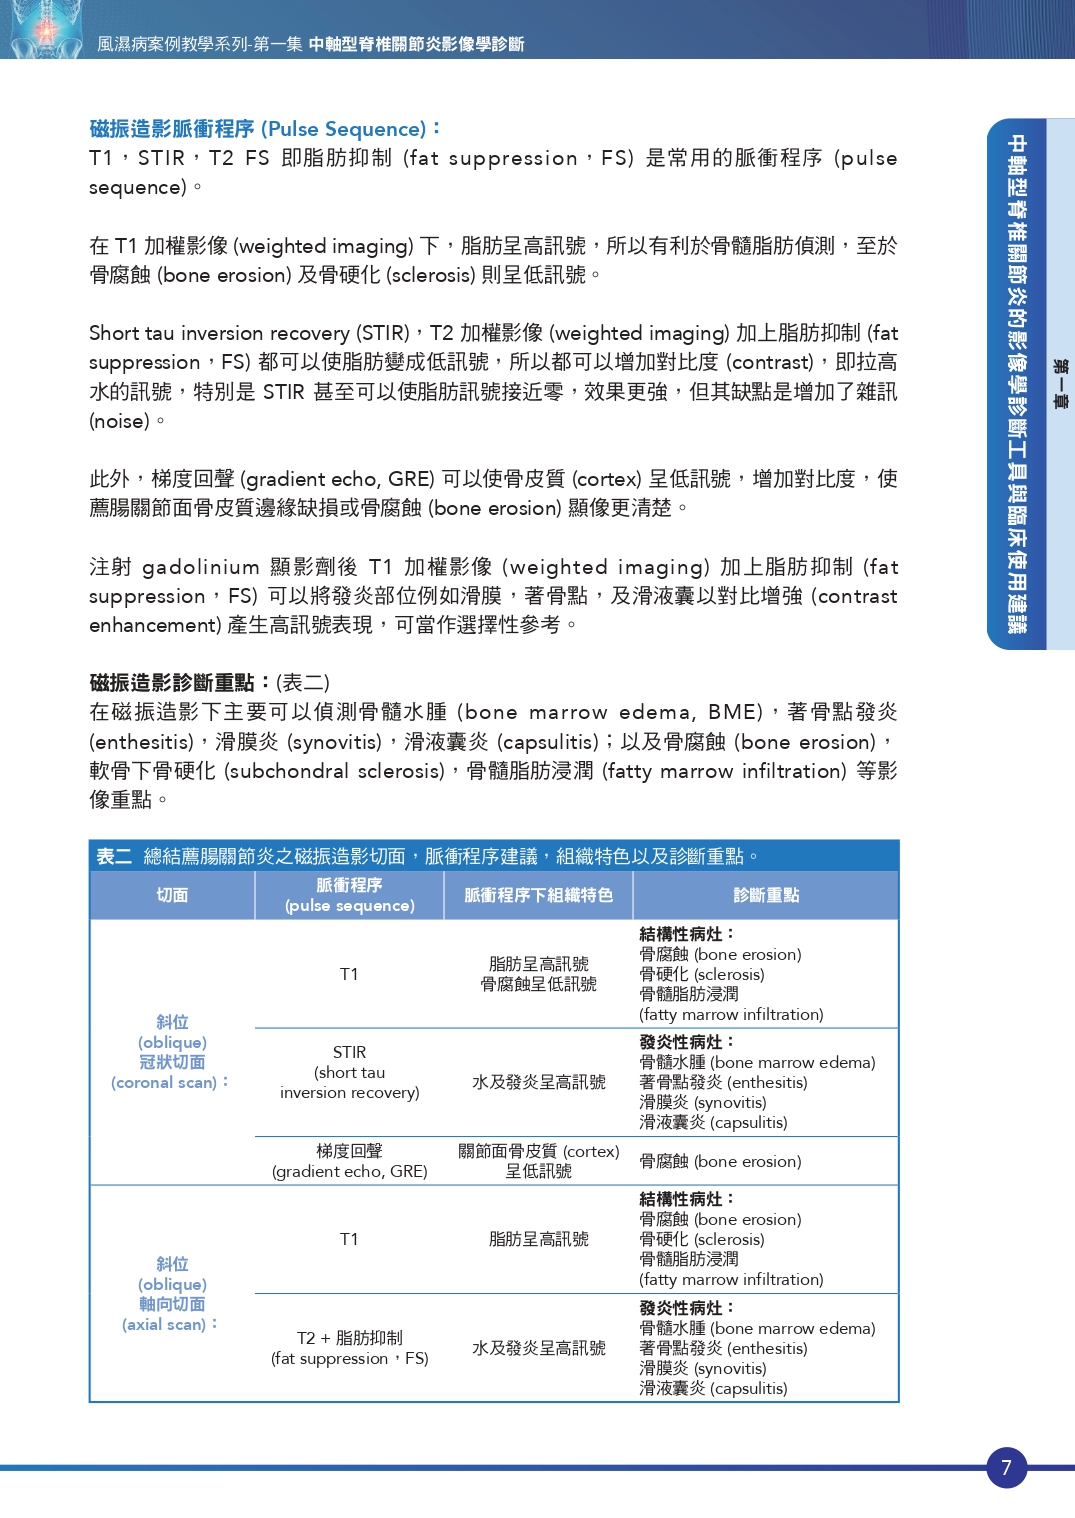 風濕病案例教學系列-第一集 中軸型脊椎關節炎影像學診斷
磁振造影脈衝程序 (Pulse Sequence)：
T1，STIR，T2 FS 即脂肪抑制 (fat suppression，FS) 是常用的脈衝程序 (pulse
sequence)。
在 T1 加權影像 (weighted imaging) 下，脂肪呈高訊號，所以有利於骨髓脂肪偵測，至於
骨腐蝕 (bone erosion) 及骨硬化 (sclerosis) 則呈低訊號。
Short tau inversion recovery (STIR)，T2 加權影像 (weighted imaging) 加上脂肪抑制 (fat
suppression，FS) 都可以使脂肪變成低訊號，所以都可以增加對比度 (contrast)，即拉高
水的訊號，特別是 STIR 甚至可以使脂肪訊號接近零，效果更強，但其缺點是增加了雜訊
(noise)。
此外，梯度回聲 (gradient echo, GRE) 可以使骨皮質 (cortex) 呈低訊號，增加對比度，使
薦腸關節面骨皮質邊緣缺損或骨腐蝕 (bone erosion) 顯像更清楚。
注射 gadolinium 顯影劑後 T1 加權影像 (weighted imaging) 加上脂肪抑制 (fat
suppression，FS) 可以將發炎部位例如滑膜，著骨點，及滑液囊以對比增強 (contrast
enhancement) 產生高訊號表現，可當作選擇性參考。
磁振造影診斷重點：(表二)
在磁振造影下主要可以偵測骨髓水腫 (bone marrow edema, BME)，著骨點發炎
(enthesitis)，滑膜炎 (synovitis)，滑液囊炎 (capsulitis)；以及骨腐蝕 (bone erosion)，
軟骨下骨硬化 (subchondral sclerosis)，骨髓脂肪浸潤 (fatty marrow infiltration) 等影
像重點。
表二 總結薦腸關節炎之磁振造影切面，脈衝程序建議，組織特色以及診斷重點。
切面
脈衝程序
(pulse sequence)
脈衝程序下組織特色
診斷重點
斜位
(oblique)
冠狀切面
(coronal scan)：
T1
脂肪呈高訊號
骨腐蝕呈低訊號
結構性病灶：
骨腐蝕 (bone erosion)
骨硬化 (sclerosis)
骨髓脂肪浸潤
(fatty marrow infiltration)
STIR
(short tau
inversion recovery)
水及發炎呈高訊號
發炎性病灶：
骨髓水腫 (bone marrow edema)
著骨點發炎 (enthesitis)
滑膜炎 (synovitis)
滑液囊炎 (capsulitis)
梯度回聲
(gradient echo, GRE)
關節面骨皮質 (cortex)
呈低訊號
骨腐蝕 (bone erosion)
斜位
(oblique)
軸向切面
(axial scan)：
T1
脂肪呈高訊號
結構性病灶：
骨腐蝕 (bone erosion)
骨硬化 (sclerosis)
骨髓脂肪浸潤
(fatty marrow infiltration)
T2 + 脂肪抑制
(fat suppression，FS)
水及發炎呈高訊號
發炎性病灶：
骨髓水腫 (bone marrow edema)
著骨點發炎 (enthesitis)
滑膜炎 (synovitis)
滑液囊炎 (capsulitis)
第一章
中軸型脊椎關節炎的影像學診斷工具與臨床使用建議
7